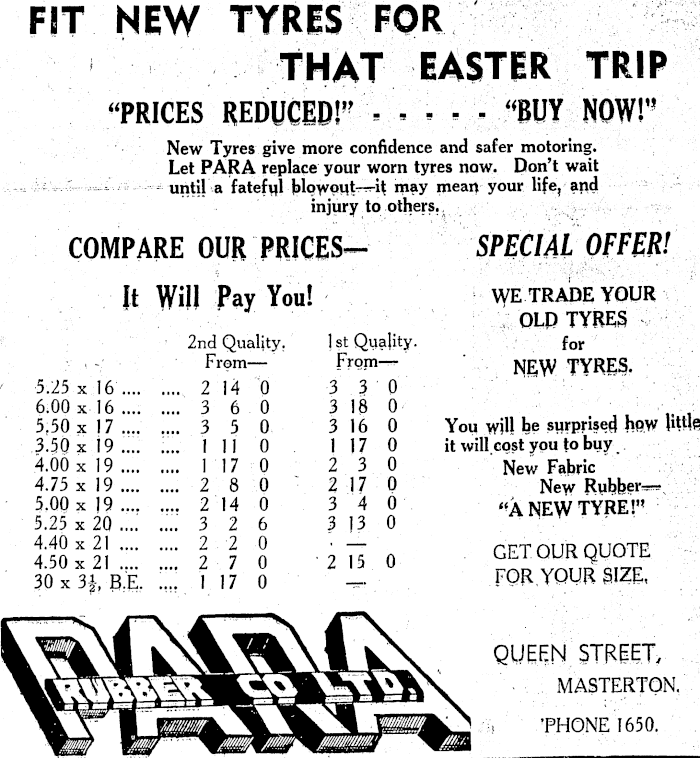 FIT NEW TYRES FOR
THAT EASTER TRIP
"PRICES REDUCED!" - - - - - "BUY NOW!"
New Tyres give more confidence and safer motoring.
Let PARA replace your worn tyres now. Don't wait
until a fateful blowout—it may mean your life, and
injury to others.
COMPARE OUR PRICES—
It Will Pay You!
2nd Quality. 1st Quality.
From— From—
5.25 x 16 .... .... 2 14 0 3 3 0
6.00 x 16 .... .... 3 6 0 3 18 0
5.50 x 17 .... .... 3 5 0 3 16 0
3.50 x 19 .... .... 1 11 0 1 17 0
4.00 x 19 .... .... 1 17 0 2 3 0
4.75 x 19 .... .... 2 8 0 2 17 0
5.00 x 19 .... .... 2 14 0 3 4 0
5.25 x 20 .... .... 3 2 6 3 13 0
4.40 x 21 .... .... 2 2 0 —
4.50 x 21 .... .... 2 7 0 2 15 0
30 x 3½, B.E. .... 1 17 0 —
SPECIAL OFFER!
WE TRADE YOUR
OLD TYRES
for
NEW TYRES.
You will be surprised how little
it will cost you to buy
New Fabric
New Rubber—
"A NEW TYRE!"
GET OUR QUOTE
FOR YOUR SIZE.
PARA
RUBBER CO LTD.
QUEEN STREET,
MASTERTON.
'PHONE 1650.